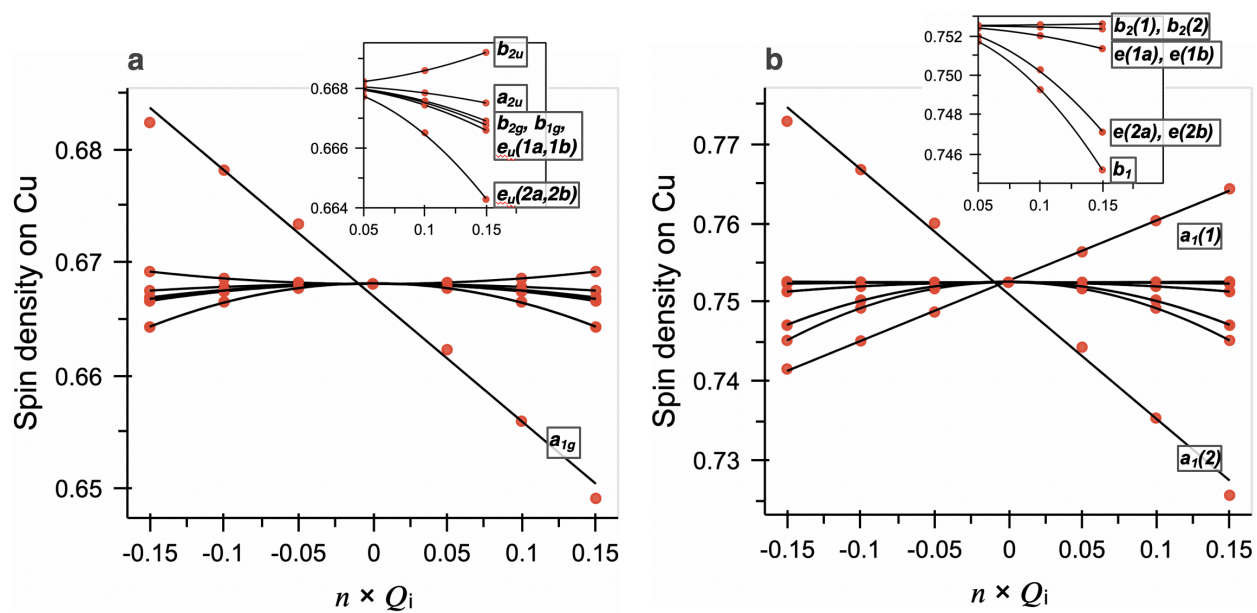 a
Spin density on Cu
0.68
0.67
0.66
0.65
-0.15 -0.1 -0.05 0 0.05 0.1 0.15
n × Qi
a1g
0.668
0.666
0.664
0.05 0.1 0.15
b2u
a2u
b2g, b1g,
eu(1a,1b)
eu(2a,2b)
b
Spin density on Cu
0.77
0.76
0.75
0.74
0.73
-0.15 -0.1 -0.05 0 0.05 0.1 0.15
n × Qi
a1(1)
a1(2)
0.752
0.750
0.748
0.746
0.05 0.1 0.15
b2(1), b2(2)
e(1a), e(1b)
e(2a), e(2b)
b1